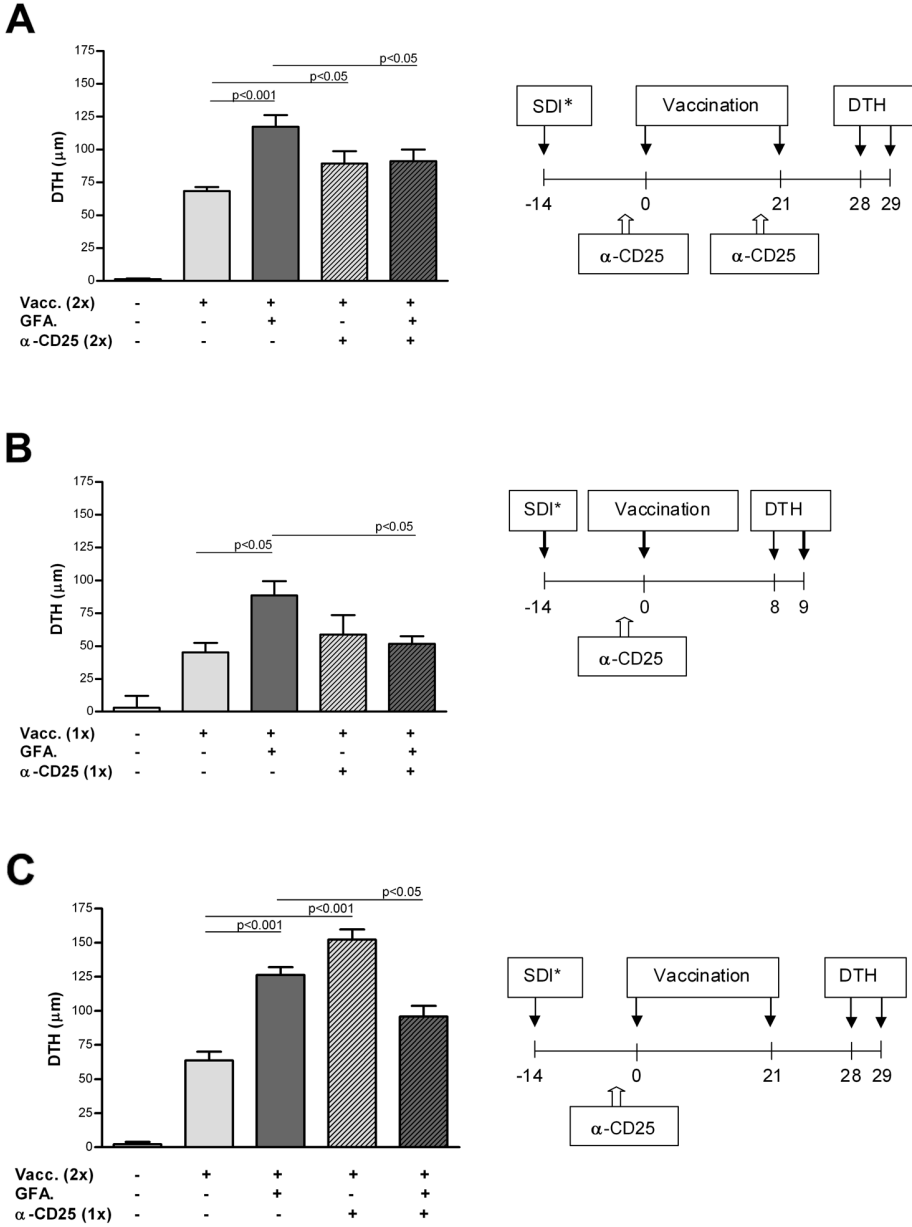 A
175
150
125
100
75
50
25
0
DTH (μm)
p<0.05
p<0.05
p<0.001
Vacc. (2x) - + + + +
GFA. - - + - +
α-CD25 (2x) - - - + +
SDI* Vaccination DTH
-14 0 21 28 29
α-CD25 α-CD25
B
175
150
125
100
75
50
25
0
DTH (μm)
p<0.05
p<0.05
Vacc. (1x) - + + + +
GFA. - - + - +
α-CD25 (1x) - - - + +
SDI* Vaccination DTH
-14 0 8 9
α-CD25
C
175
150
125
100
75
50
25
0
DTH (μm)
p<0.05
p<0.001
p<0.001
Vacc. (2x) - + + + +
GFA. - - + - +
α-CD25 (1x) - - - + +
SDI* Vaccination DTH
-14 0 21 28 29
α-CD25